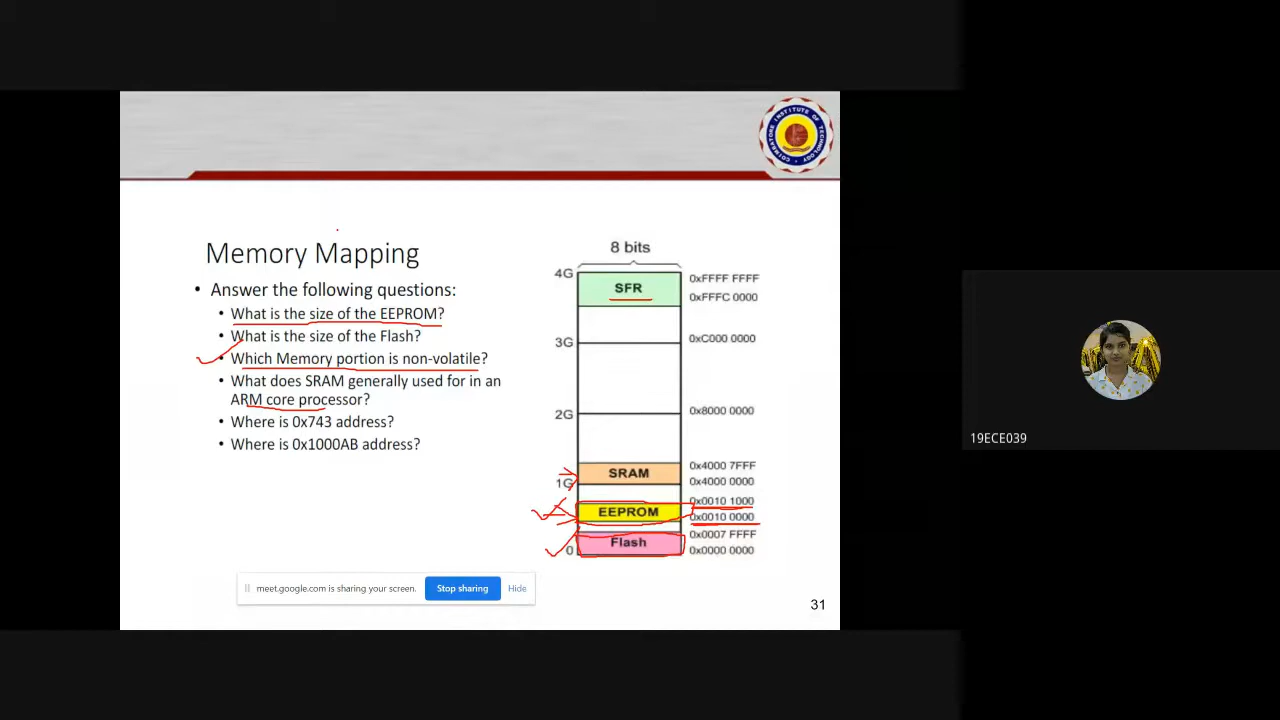 COIMBATORE INSTITUTE OF TECHNOLOGY
Memory Mapping
• Answer the following questions:
• What is the size of the EEPROM?
• What is the size of the Flash?
• Which Memory portion is non-volatile?
• What does SRAM generally used for in an
ARM core processor?
• Where is 0x743 address?
• Where is 0x1000AB address?
8 bits
4G
SFR
0xFFFF FFFF
0xFFFC 0000
3G
0xC000 0000
2G
0x8000 0000
SRAM
0x4000 7FFF
1G
0x4000 0000
EEPROM
0x0010 1000
0x0010 0000
Flash
0x0007 FFFF
0
0x0000 0000
meet.google.com is sharing your screen.
Stop sharing
Hide
31
19ECE039